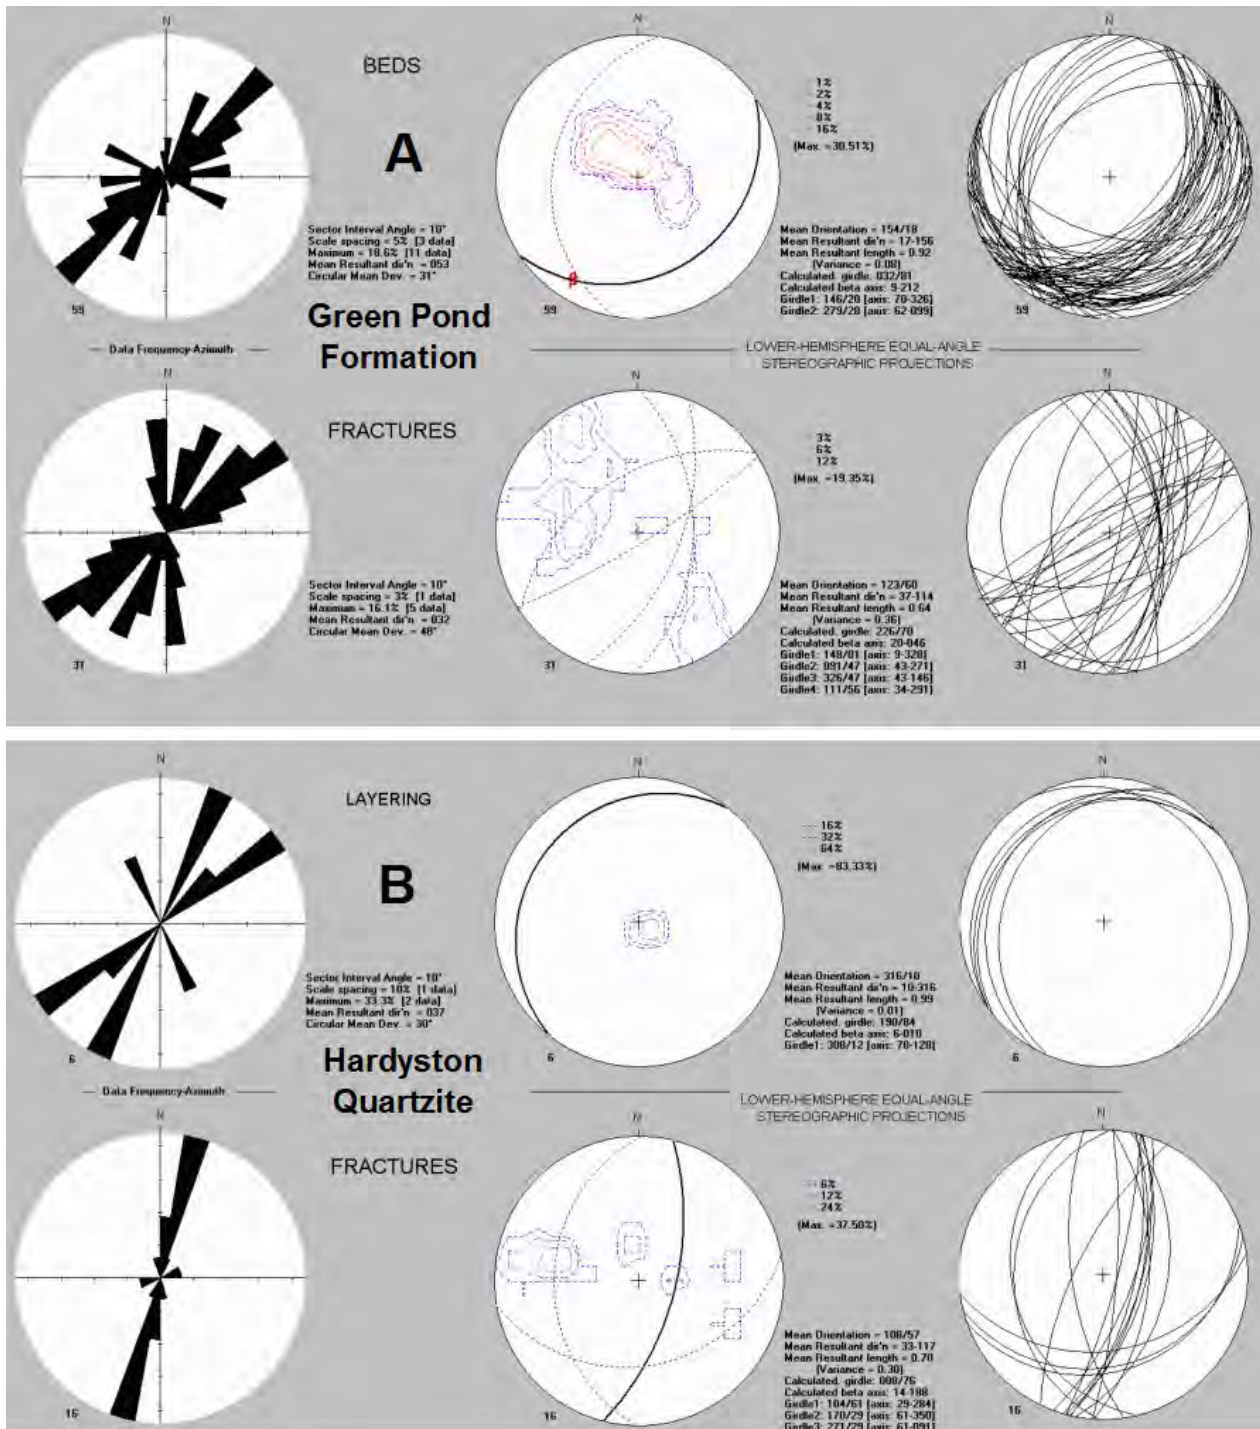 N
N
N
BEDS
A
1%
2%
4%
8%
16%
(Max. =30.51%)
Sector Interval Angle = 10°
Scale spacing = 5% [3 data]
Maximum = 18.6% [11 data]
Mean Resultant dir'n = 053
Circular Mean Dev. = 31°
Mean Orientation = 154/18
Mean Resultant dir'n = 17-156
Mean Resultant length = 0.92
(Variance = 0.08)
Calculated. girdle: 032/81
Calculated beta axis: 9-212
Girdle1: 146/20 [axis: 70-326]
Girdle2: 279/28 [axis: 62-099]
59
59
59
Green Pond
Formation
Data Frequency-Azimuth
LOWER-HEMISPHERE EQUAL-ANGLE
STEREOGRAPHIC PROJECTIONS
N
N
N
FRACTURES
3%
6%
12%
(Max. =19.35%)
Sector Interval Angle = 10°
Scale spacing = 3% [1 data]
Maximum = 16.1% [5 data]
Mean Resultant dir'n = 032
Circular Mean Dev. = 48°
Mean Orientation = 123/60
Mean Resultant dir'n = 37-114
Mean Resultant length = 0.64
(Variance = 0.36)
Calculated. girdle: 226/70
Calculated beta axis: 20-046
Girdle1: 148/81 [axis: 9-328]
Girdle2: 091/47 [axis: 43-271]
Girdle3: 326/47 [axis: 43-146]
Girdle4: 111/56 [axis: 34-291]
31
31
31
N
N
N
LAYERING
B
16%
32%
64%
(Max. =83.33%)
Sector Interval Angle = 10°
Scale spacing = 10% [1 data]
Maximum = 33.3% [2 data]
Mean Resultant dir'n = 037
Circular Mean Dev. = 30°
Mean Orientation = 316/10
Mean Resultant dir'n = 10-316
Mean Resultant length = 0.99
(Variance = 0.01)
Calculated. girdle: 190/84
Calculated beta axis: 6-010
Girdle1: 308/12 [axis: 78-128]
6
6
6
Hardyston
Quartzite
Data Frequency-Azimuth
LOWER-HEMISPHERE EQUAL-ANGLE
STEREOGRAPHIC PROJECTIONS
N
N
N
FRACTURES
6%
12%
24%
(Max. =37.50%)
Mean Orientation = 108/57
Mean Resultant dir'n = 33-117
Mean Resultant length = 0.70
(Variance = 0.30)
Calculated. girdle: 008/76
Calculated beta axis: 14-188
Girdle1: 104/61 [axis: 29-284]
Girdle2: 170/29 [axis: 61-350]
Girdle3: 271/29 [axis: 61-091]
16
16
16